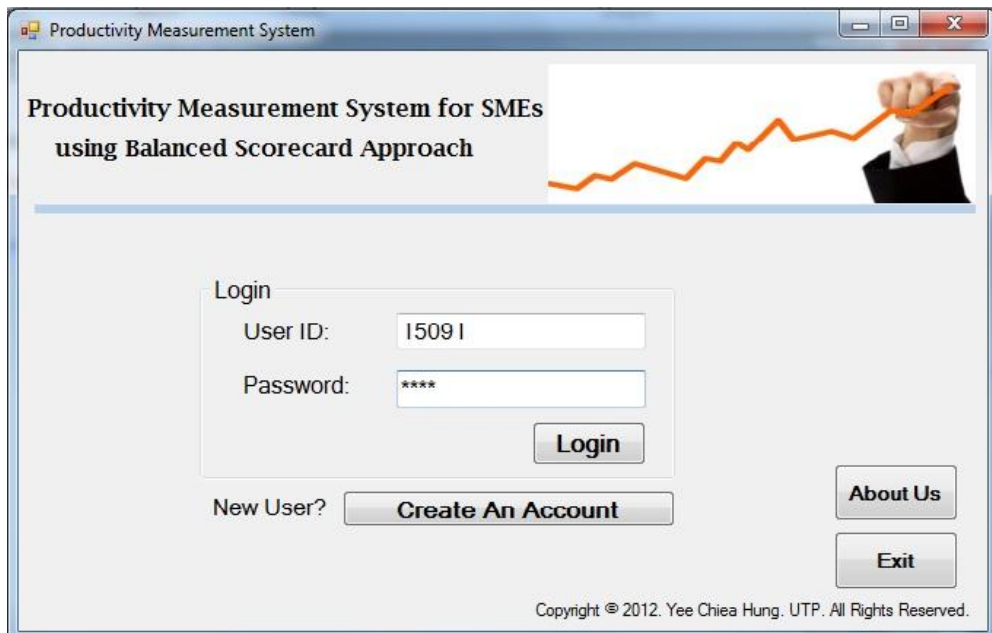 Productivity Measurement System
Productivity Measurement System for SMEs
using Balanced Scorecard Approach
Login
User ID: 15091
Password: ****
Login
New User? Create An Account
About Us
Exit
Copyright © 2012. Yee Chiea Hung. UTP. All Rights Reserved.